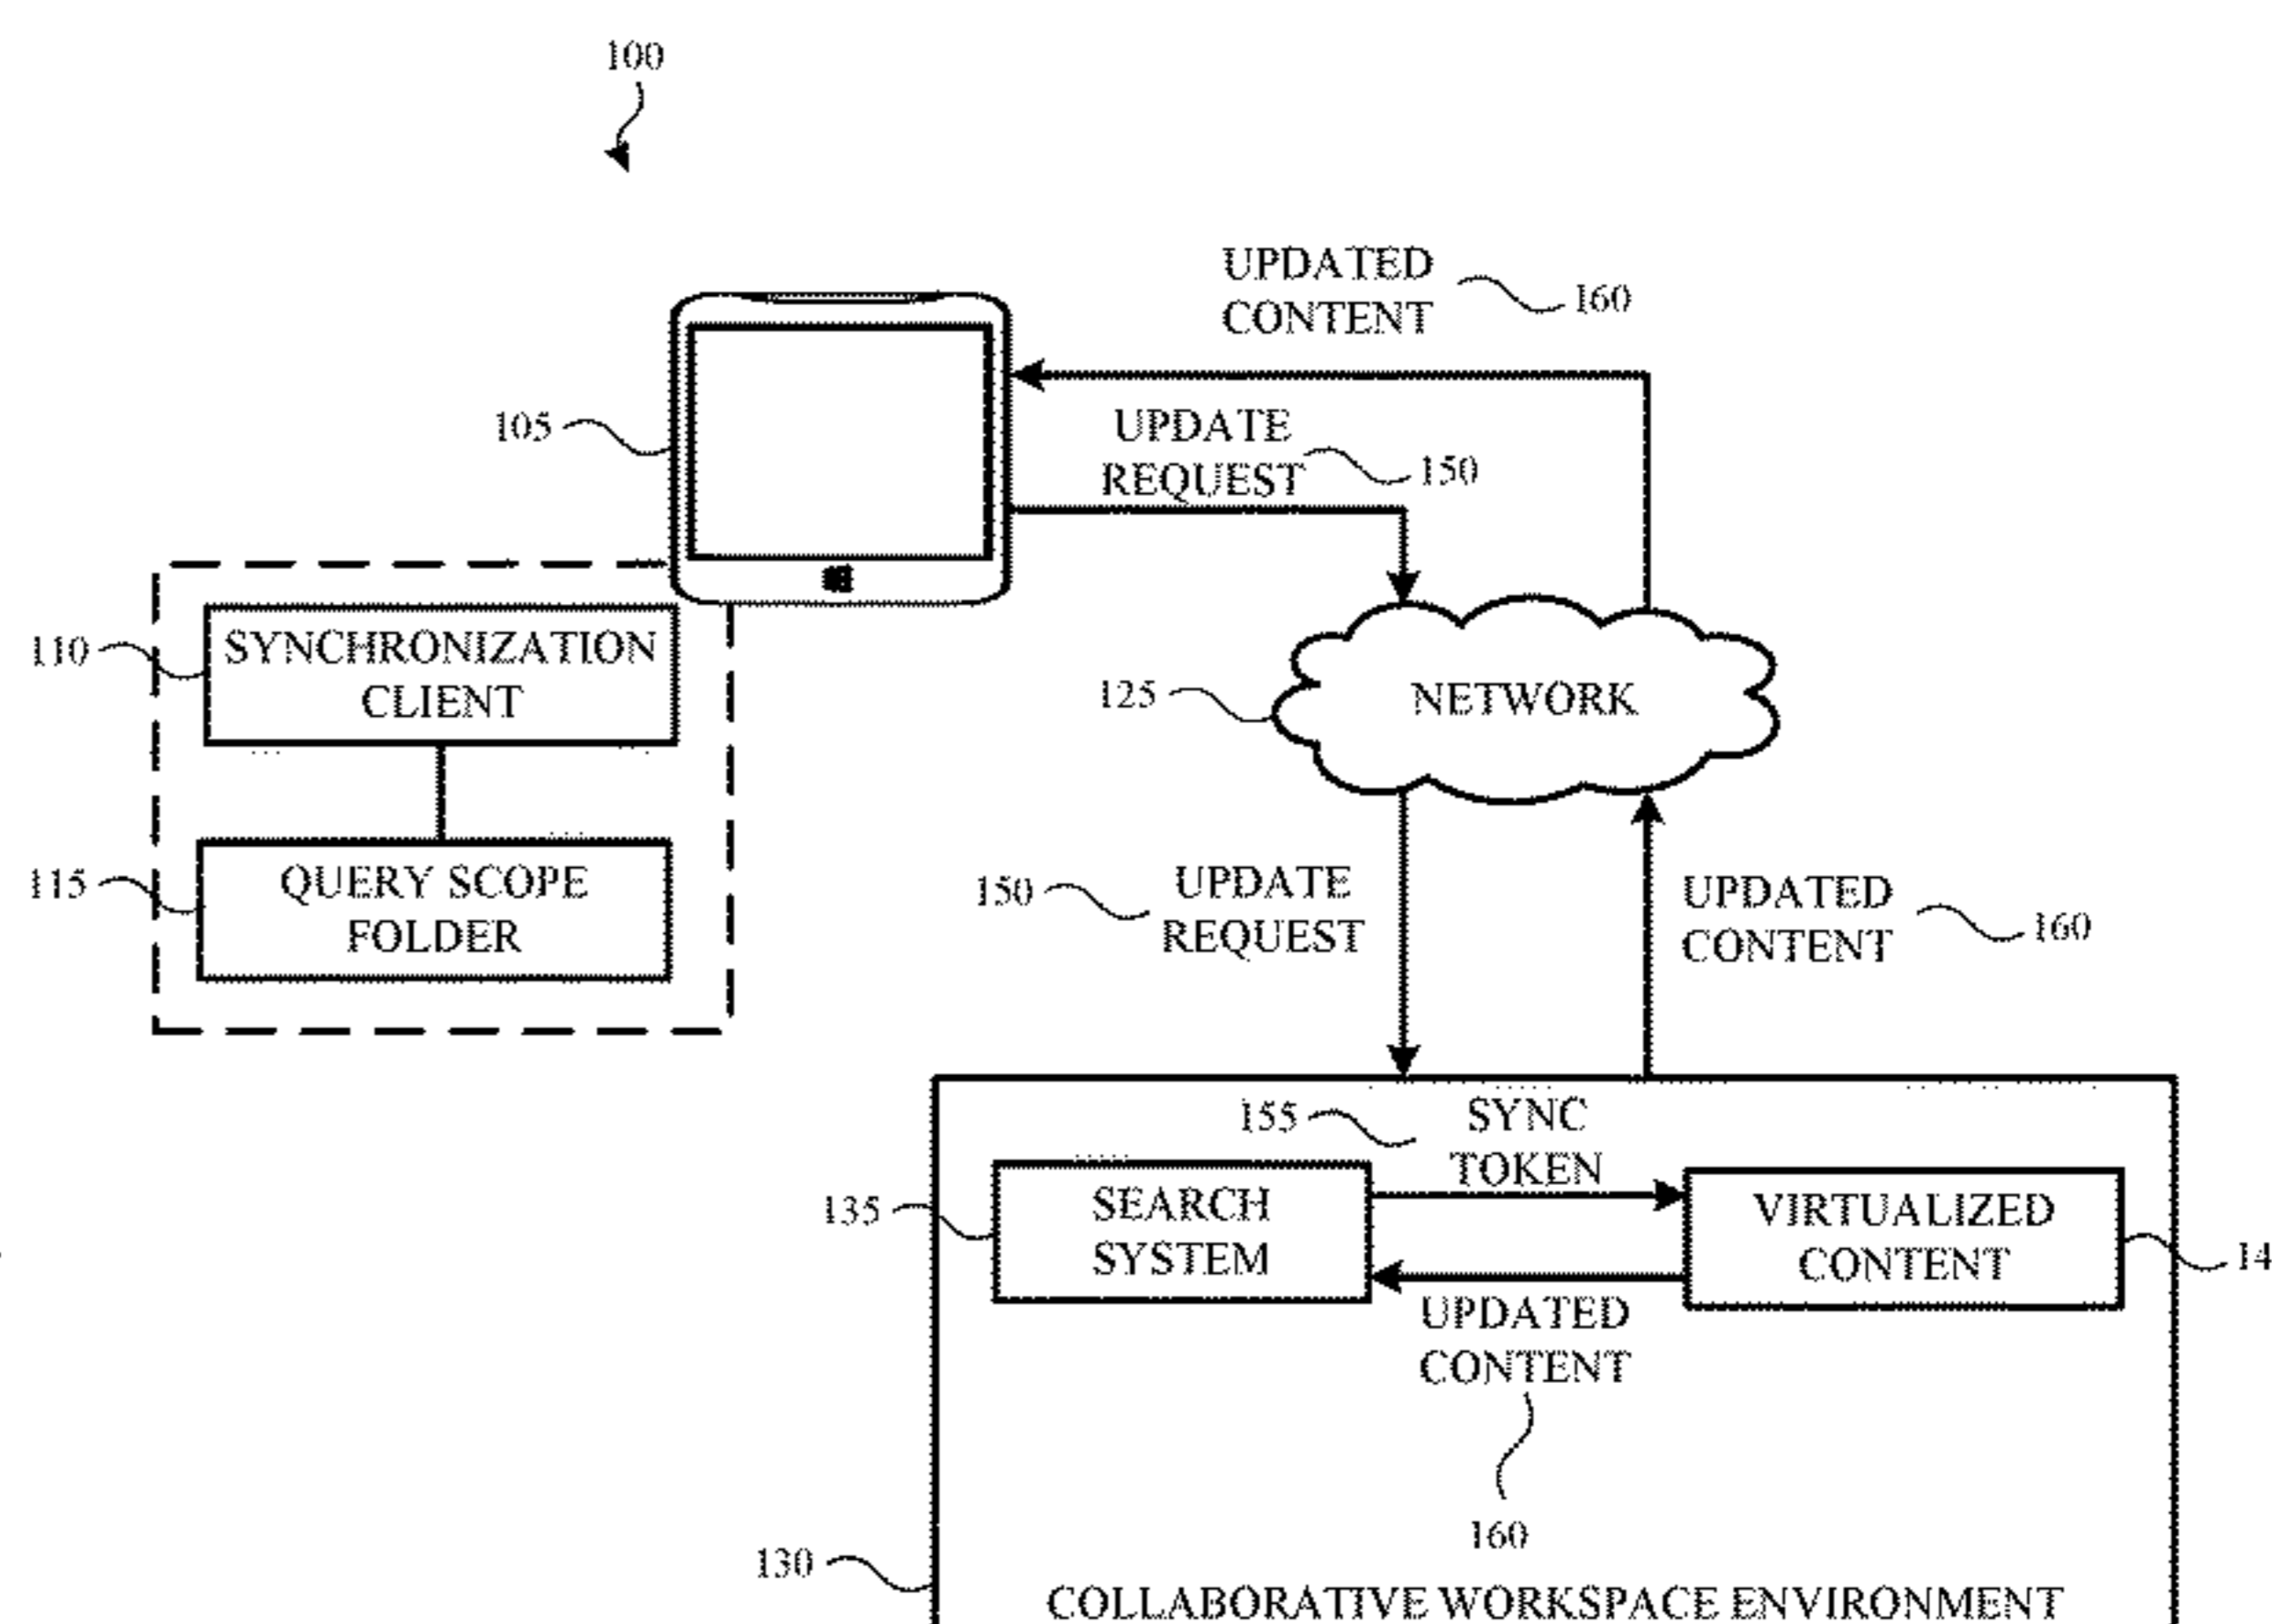 100
UPDATED
CONTENT
160
105
UPDATE
REQUEST
150
110
SYNCHRONIZATION
CLIENT
125
NETWORK
115
QUERY SCOPE
FOLDER
150
UPDATE
REQUEST
UPDATED
CONTENT
160
155
SYNC
TOKEN
135
SEARCH
SYSTEM
VIRTUALIZED
CONTENT
14
UPDATED
CONTENT
160
130
COLLABORATIVE WORKSPACE ENVIRONMENT